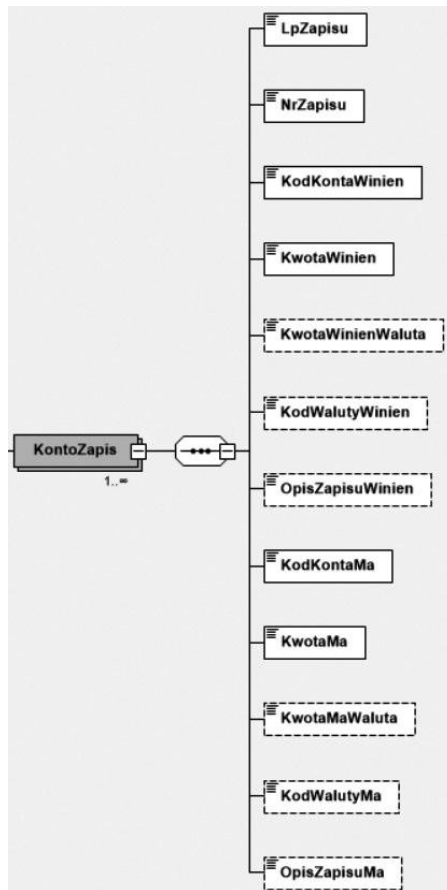 LpZapisu
NrZapisu
KodKontaWinien
KwotaWinien
KwotaWinienWaluta
KodWalutyWinien
KontoZapis
1..∞
OpisZapisuWinien
KodKontaMa
KwotaMa
KwotaMaWaluta
KodWalutyMa
OpisZapisuMa